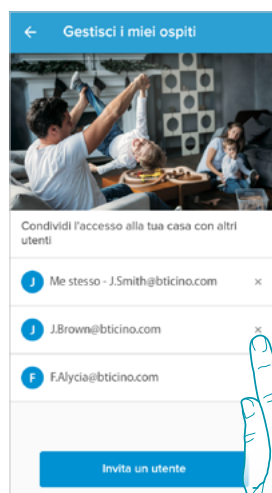 Gestisci i miei ospiti
Condividi l'accesso alla tua casa con altri
utenti
J Me stesso - J.Smith@bticino.com ×
J J.Brown@bticino.com ×
F F.Alycia@bticino.com
Invita un utente